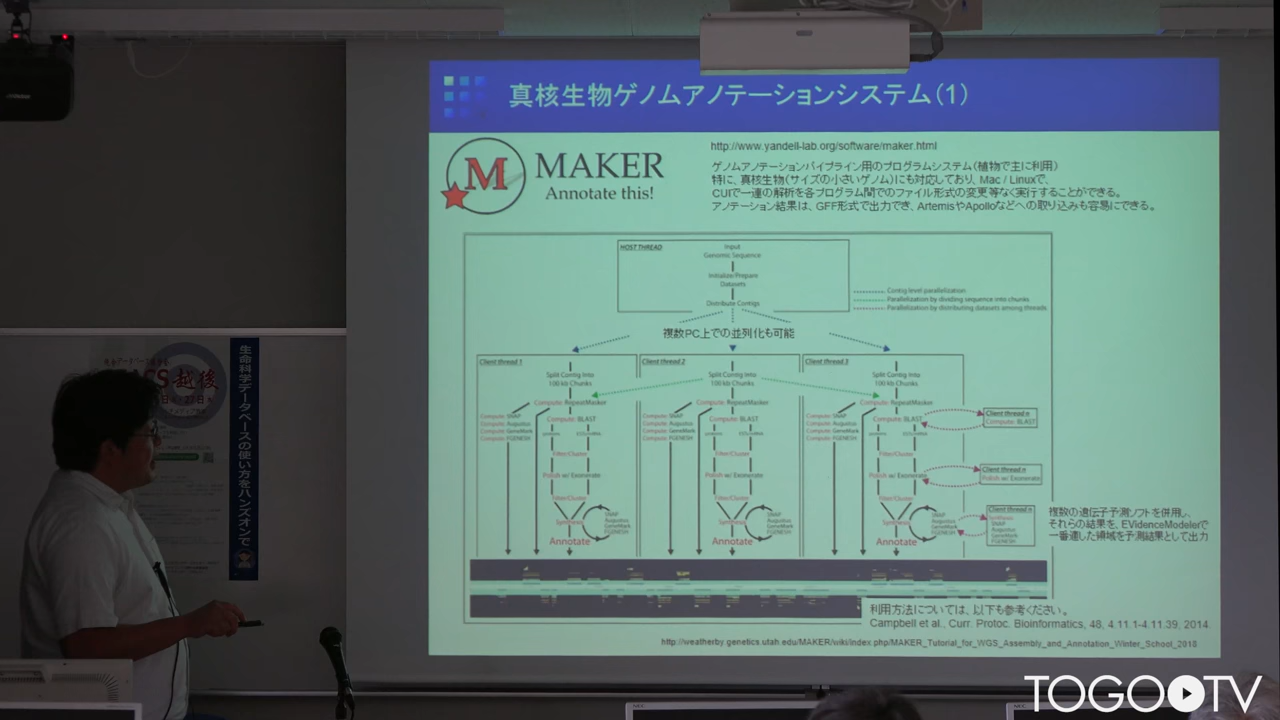 真核生物ゲノムアノテーションシステム(1)
M
MAKER
Annotate this!
http://www.yandell-lab.org/software/maker.html
ゲノムアノテーションパイプライン用のプログラムシステム(植物で主に利用)
特に、真核生物(サイズの小さいゲノム)にも対応しており、Mac / Linuxで、
CUIで一連の解析を各プログラム間でのファイル形式の変更等なく実行することができる。
アノテーション結果は、GFF形式で出力でき、ArtemisやApolloなどへの取り込みも容易にできる。
HOST THREAD
Input
Genomic Sequence
Initialize/Prepare
Datasets
Distribute Contigs
Contig level parallelization
Parallelization by dividing sequence into chunks
Parallelization by distributing datasets among threads
複数PC上での並列化も可能
Client thread 1
Split Contig Into
100 kb Chunks
Compute: RepeatMasker
Compute: SNAP
Compute: Augustus
Compute: GeneMark
Compute: FGENESH
Compute: BLAST
Filter/Cluster
Polish w/ Exonerate
Filter/Cluster
Synthesis
SNAP
Augustus
GeneMark
FGENESH
Annotate
Client thread 2
Split Contig Into
100 kb Chunks
Compute: RepeatMasker
Compute: SNAP
Compute: Augustus
Compute: GeneMark
Compute: FGENESH
Compute: BLAST
Filter/Cluster
Polish w/ Exonerate
Filter/Cluster
Synthesis
SNAP
Augustus
GeneMark
FGENESH
Annotate
Client thread 3
Split Contig Into
100 kb Chunks
Compute: RepeatMasker
Compute: SNAP
Compute: Augustus
Compute: GeneMark
Compute: FGENESH
Compute: BLAST
Filter/Cluster
Polish w/ Exonerate
Filter/Cluster
Synthesis
SNAP
Augustus
GeneMark
FGENESH
Annotate
Client thread n
Compute: BLAST
Client thread n
Polish w/ Exonerate
Client thread n
Synthesis
SNAP
Augustus
GeneMark
FGENESH
複数の遺伝子予測ソフトを併用し、
それらの結果を、EVidenceModelerで
一番適した領域を予測結果として出力
利用方法については、以下も参考ください。
Campbell et al., Curr. Protoc. Bioinformatics, 48, 4.11.1-4.11.39, 2014.
http://weatherby.genetics.utah.edu/MAKER/wiki/index.php/MAKER_Tutorial_for_WGS_Assembly_and_Annotation_Winter_School_2018
越後
生命科学データベースの使い方をハンズオンで
TOGO TV